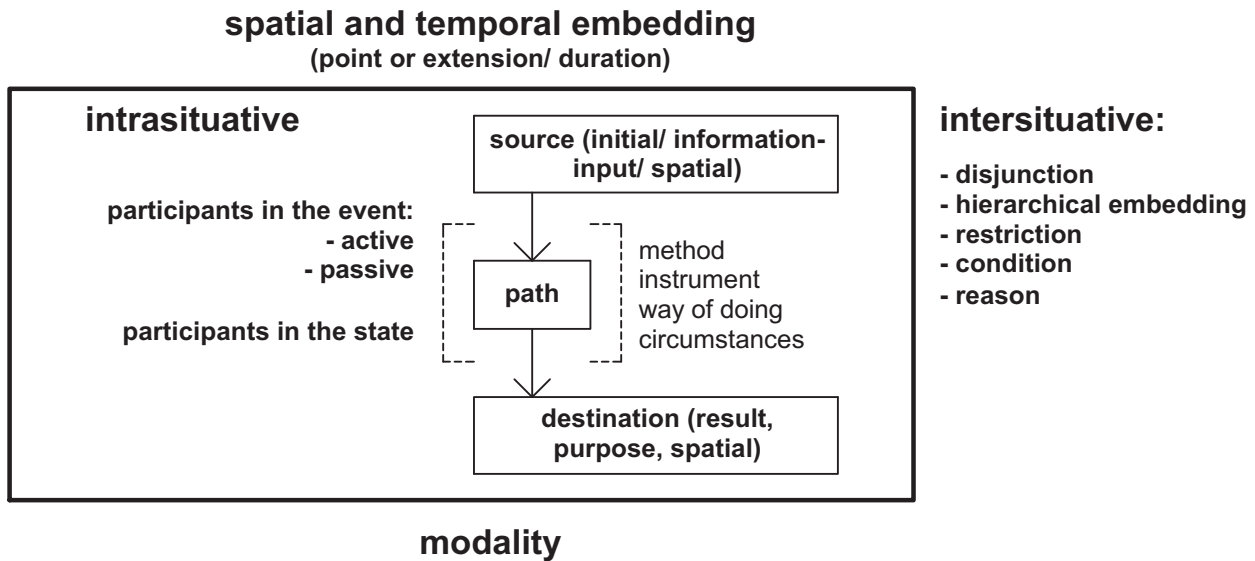 spatial and temporal embedding
(point or extension/ duration)
intrasituative
source (initial/ information-
input/ spatial)
participants in the event:
- active
- passive
participants in the state
path
method
instrument
way of doing
circumstances
destination (result,
purpose, spatial)
intersituative:
- disjunction
- hierarchical embedding
- restriction
- condition
- reason
modality